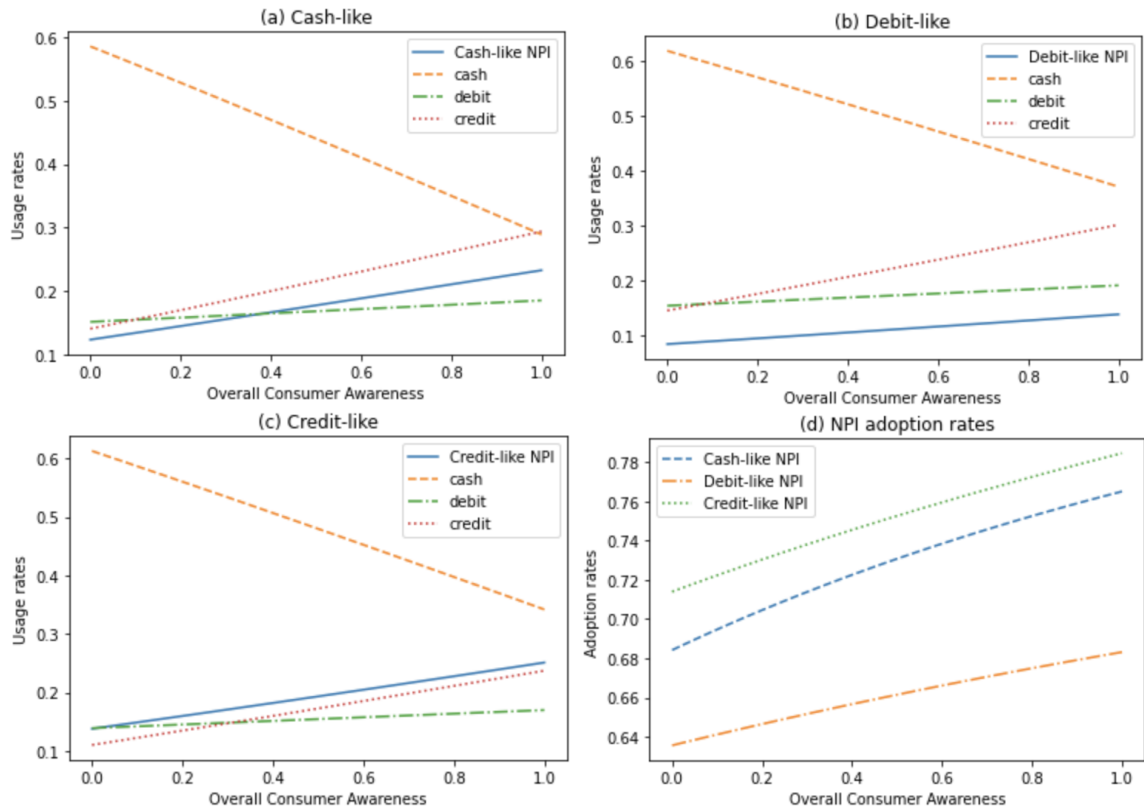 (a) Cash-like
Usage rates
0.6
0.5
0.4
0.3
0.2
0.1
Cash-like NPI
cash
debit
credit
0.0 0.2 0.4 0.6 0.8 1.0
Overall Consumer Awareness
(b) Debit-like
Usage rates
0.6
0.5
0.4
0.3
0.2
0.1
Debit-like NPI
cash
debit
credit
0.0 0.2 0.4 0.6 0.8 1.0
Overall Consumer Awareness
(c) Credit-like
Usage rates
0.6
0.5
0.4
0.3
0.2
0.1
Credit-like NPI
cash
debit
credit
0.0 0.2 0.4 0.6 0.8 1.0
Overall Consumer Awareness
(d) NPI adoption rates
Adoption rates
0.78
0.76
0.74
0.72
0.70
0.68
0.66
0.64
Cash-like NPI
Debit-like NPI
Credit-like NPI
0.0 0.2 0.4 0.6 0.8 1.0
Overall Consumer Awareness